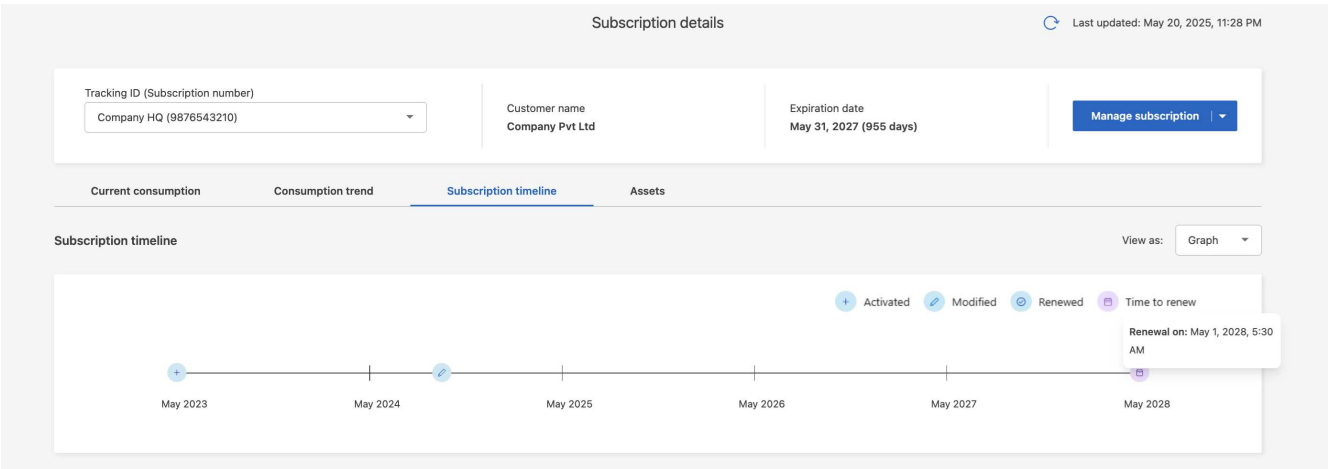 Subscription details
Last updated: May 20, 2025, 11:28 PM
Tracking ID (Subscription number)
Company HQ (9876543210)
Customer name
Company Pvt Ltd
Expiration date
May 31, 2027 (955 days)
Manage subscription
Current consumption
Consumption trend
Subscription timeline
Assets
Subscription timeline
View as:
Graph
Activated
Modified
Renewed
Time to renew
Renewal on: May 1, 2028, 5:30
AM
May 2023
May 2024
May 2025
May 2026
May 2027
May 2028